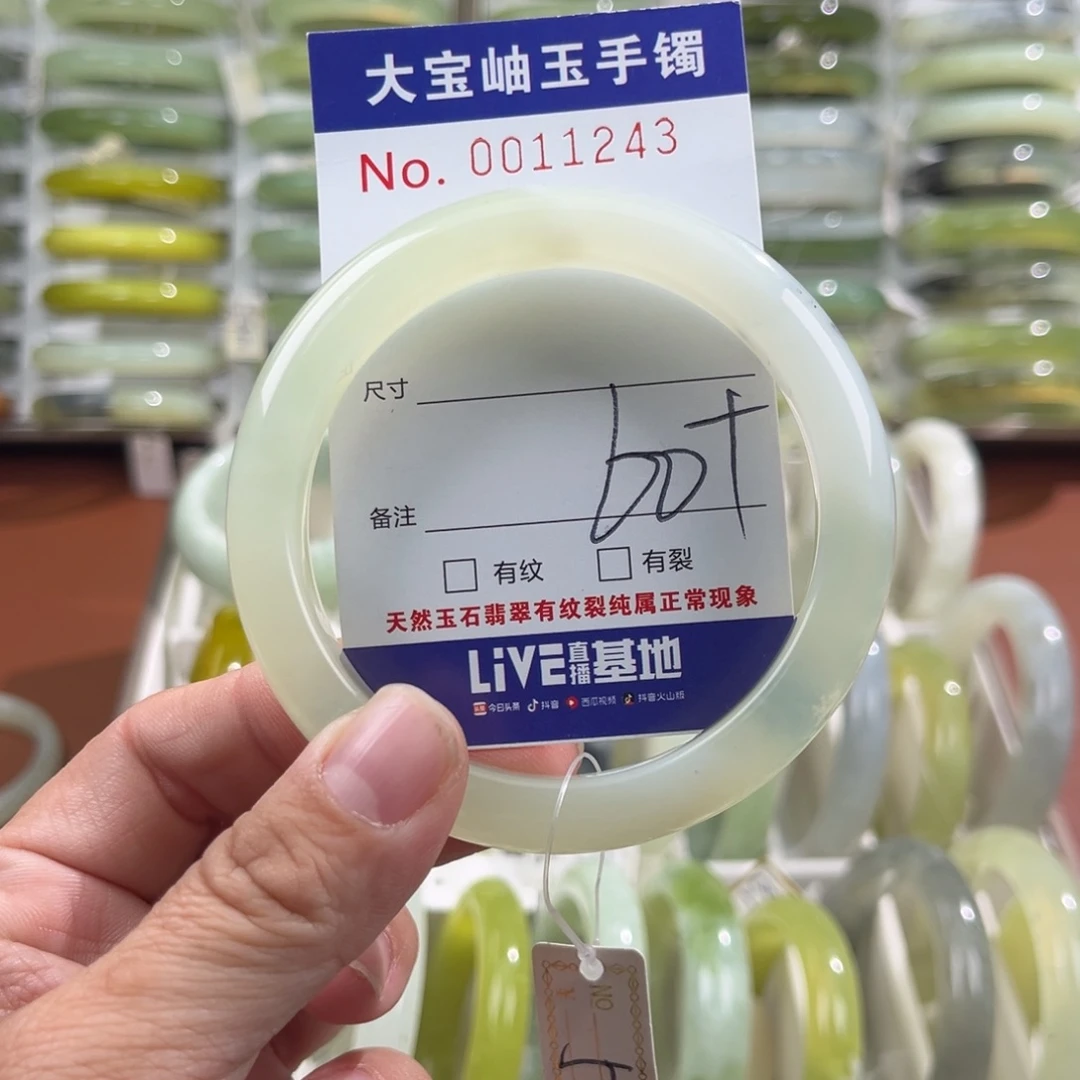 大宝岫玉手镯
No. 0011243
尺寸
bot
备注
有纹 有裂
天然玉石翡翠有纹裂纯属正常现象
LiVE直播基地
今日头条 抖音 西瓜视频 抖音火山版
NO